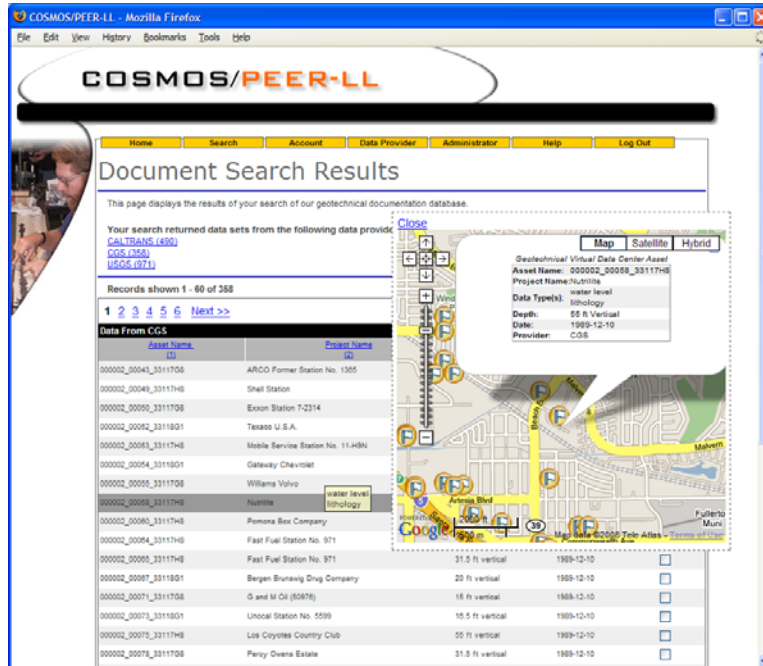 COSMOS/PEER-LL - Mozilla Firefox
File Edit View History Bookmarks Tools Help
COSMOS/PEER-LL
Home Search Account Data Provider Administrator Help Log Out
Document Search Results
This page displays the results of your search of our geotechnical documentation database.
Your search returned data sets from the following data provid
CALTRANS (490)
CGS (358)
USGS (971)
Records shown 1 - 60 of 358
1 2 3 4 5 6 Next >>
Data From CGS
Asset Name Project Name
(1) (2)
000002_00043_33117G8 ARCO Former Station No. 1365
000002_00049_33117H8 Shell Station
000002_00050_33117G8 Exxon Station 7-2314
000002_00052_33118G1 Texaco U.S.A.
000002_00053_33117H8 Mobile Service Station No. 11-H9N
000002_00054_33118G1 Gateway Chevrolet
000002_00055_33117G8 Williams Volvo
000002_00058_33117H8 Nutrilite
water level
lithology
000002_00060_33117H8 Pomona Box Company
000002_00064_33117H8 Fast Fuel Station No. 971
000002_00065_33117H8 Fast Fuel Station No. 971 31.5 ft vertical 1989-12-10
000002_00067_33118G1 Bergen Brunswig Drug Company 20 ft vertical 1989-12-10
000002_00071_33117G8 G and M Oil (50976) 15 ft vertical 1989-12-10
000002_00073_33118G1 Unocal Station No. 5599 16.5 ft vertical 1989-12-10
000002_00075_33117H8 Los Coyotes Country Club 55 ft vertical 1989-12-10
000002_00078_33117G8 Percy Owens Estate 31.5 ft vertical 1989-12-10
Close
Map Satellite Hybrid
Geotechnical Virtual Data Center Asset
Asset Name: 000002_00058_33117H8
Project Name: Nutrilite
Data Type(s): water level
lithology
Depth: 55 ft Vertical
Date: 1989-12-10
Provider: CGS
Beach
Malvern
Malvern
Artesia Blvd
Fullerto
Muni
39
2000 ft
500 m
Google
Map data ©2008 Tele Atlas - Terms of Use
Commonwealth Ave